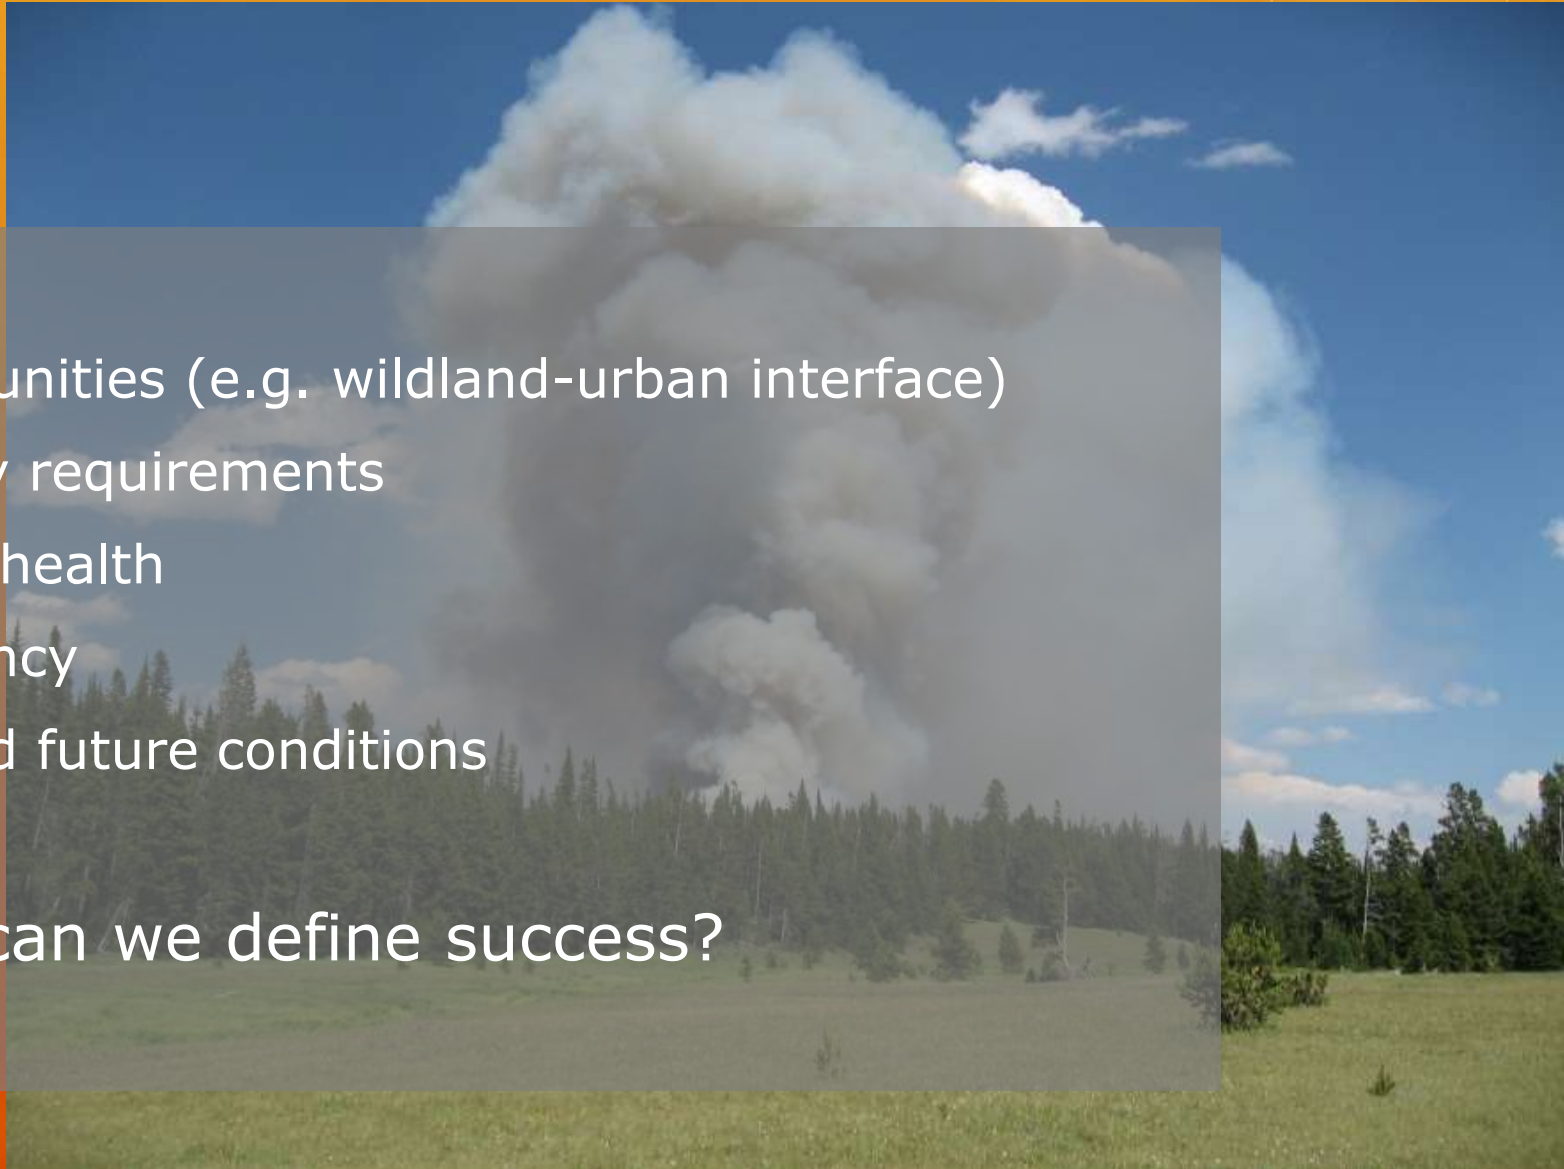 unities (e.g. wildland-urban interface)
requirements
health
ncy
future conditions
can we define success?